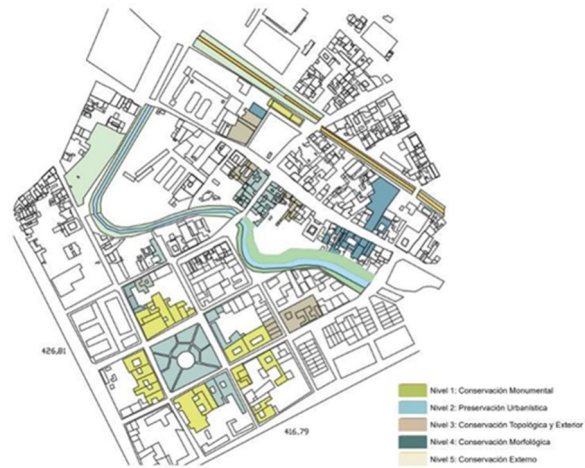 426,81
416,79
Nivel 1: Conservación Monumental
Nivel 2: Preservación Urbanística
Nivel 3: Conservación Topológica y Exterior
Nivel 4: Conservación Morfológica
Nivel 5: Conservación Externo